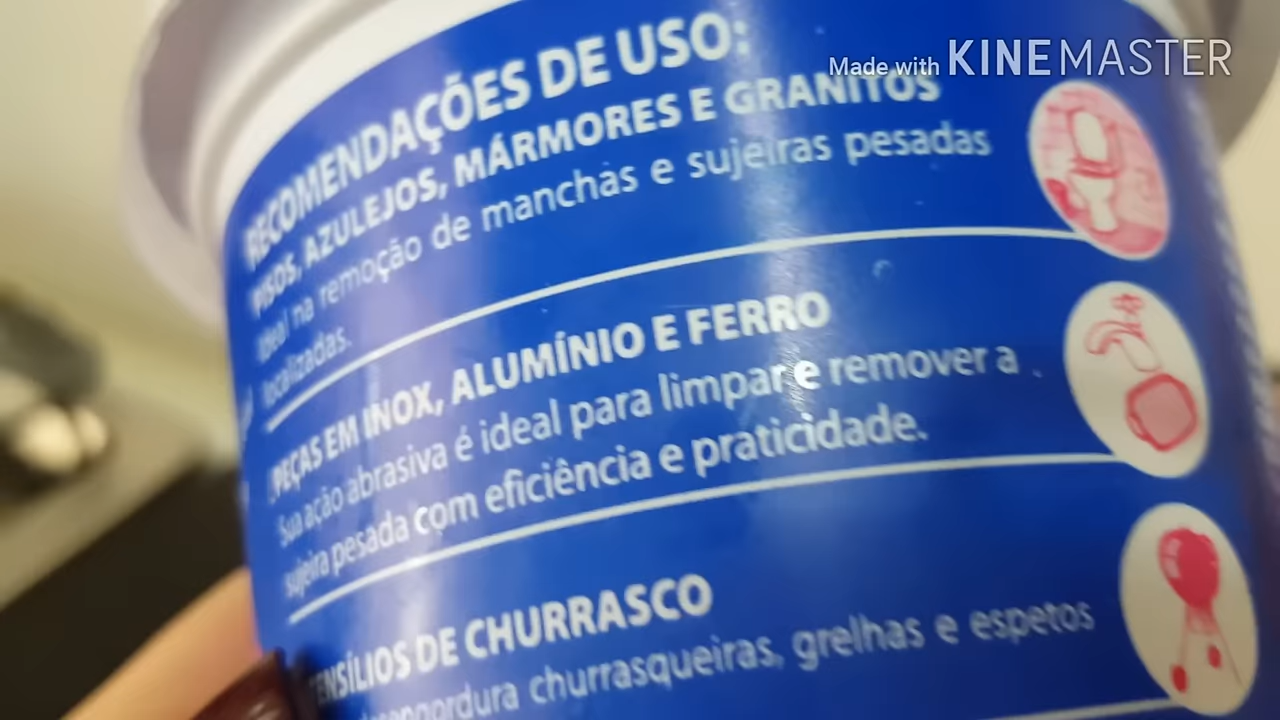 RECOMENDAÇÕES DE USO:
Made with KINEMASTER
PISOS, AZULEJOS, MÁRMORES E GRANITOS
Ideal na remoção de manchas e sujeiras pesadas
localizadas.
PEÇAS EM INOX, ALUMÍNIO E FERRO
Sua ação abrasiva é ideal para limpar e remover a
sujeira pesada com eficiência e praticidade.
DE CHURRASCO
churrasqueiras, grelhas e espetos